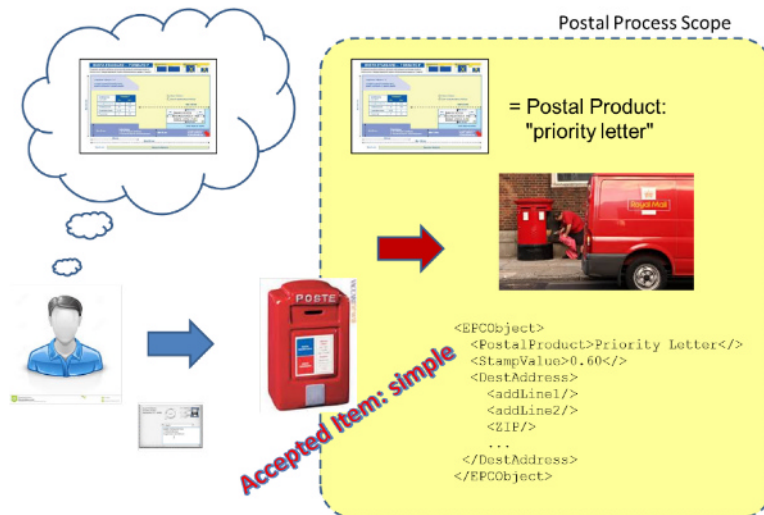 Postal Process Scope
= Postal Product:
"priority letter"
Royal Mail
POSTE
Accepted Item: simple
<EPCObject>
<PostalProduct>Priority Letter</>
<StampValue>0.60</>
<DestAddress>
<addLine1/>
<addLine2/>
<ZIP/>
...
</DestAddress>
</EPCObject>